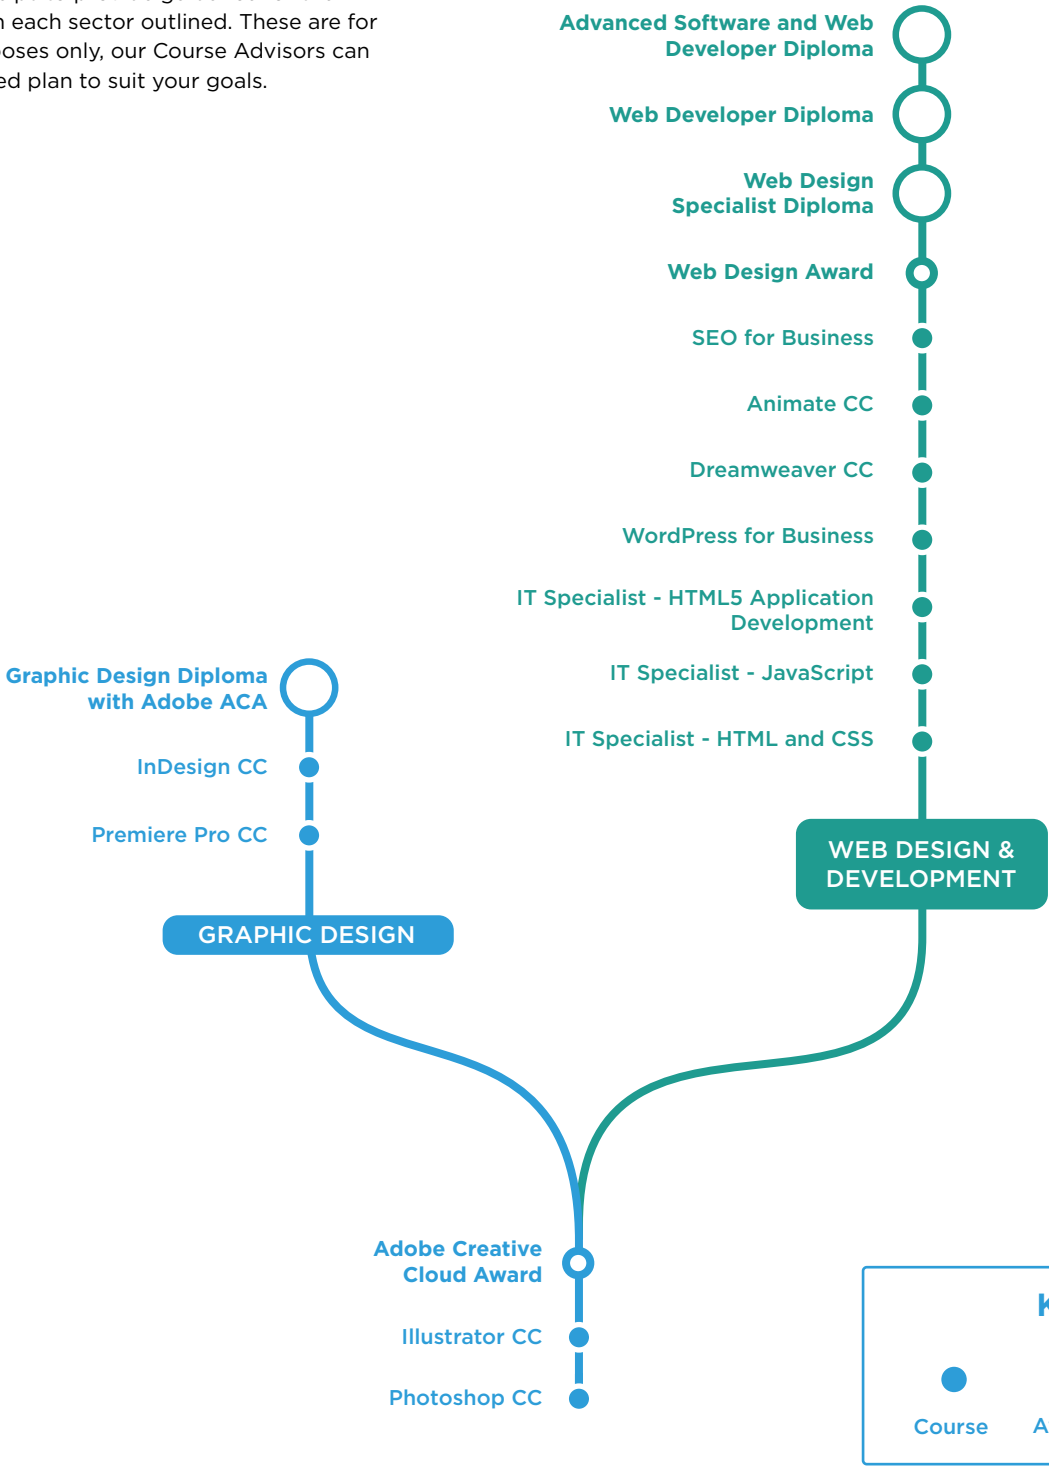 n each sector outlined. These are for
oses only, our Course Advisors can
ed plan to suit your goals.
Advanced Software and Web
Developer Diploma
Web Developer Diploma
Web Design
Specialist Diploma
Web Design Award
SEO for Business
Animate CC
Dreamweaver CC
WordPress for Business
IT Specialist - HTML5 Application
Development
IT Specialist - JavaScript
IT Specialist - HTML and CSS
WEB DESIGN &
DEVELOPMENT
Graphic Design Diploma
with Adobe ACA
InDesign CC
Premiere Pro CC
GRAPHIC DESIGN
Adobe Creative
Cloud Award
Illustrator CC
Photoshop CC
K
Course
A